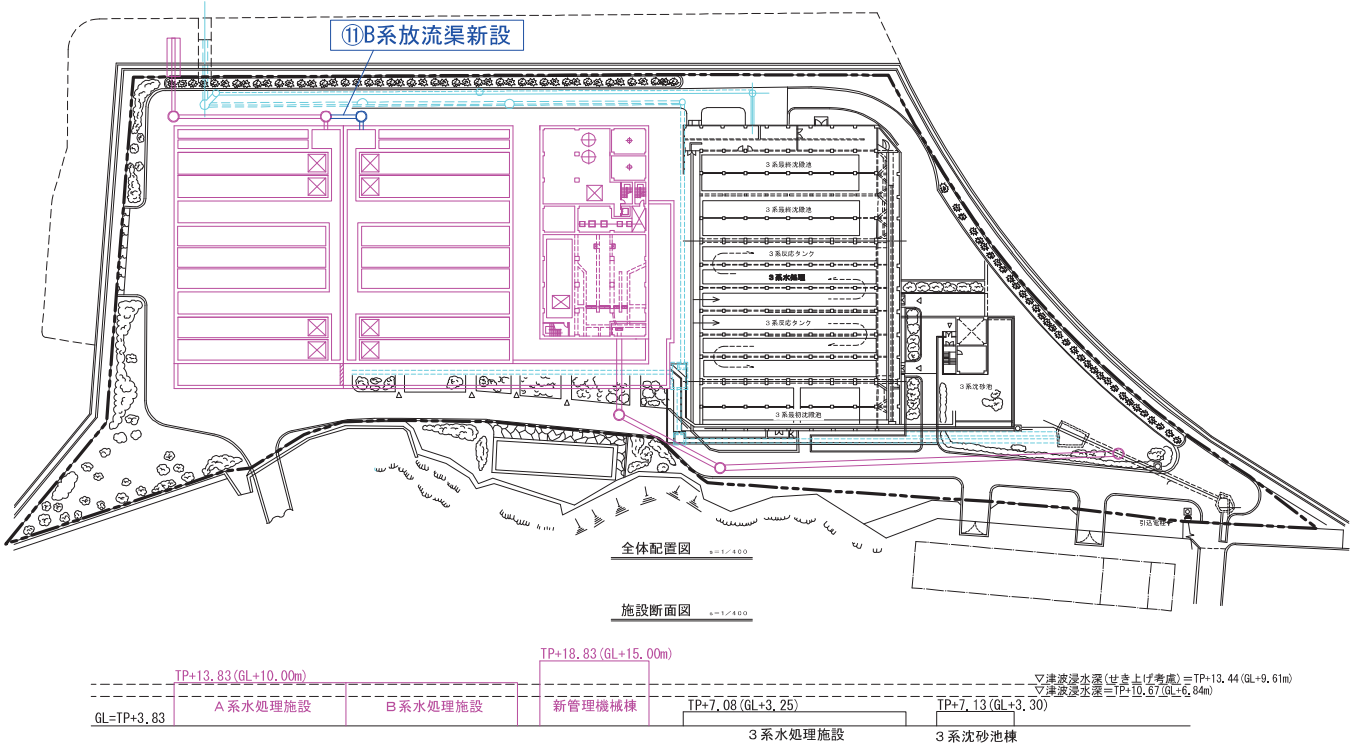 ⑪B系放流渠新設
3系最終沈殿池
3系最終沈殿池
3系反応タンク
3系水処理
3系反応タンク
3系沈砂池
3系最初沈殿池
全体配置図 s=1/400
施設断面図 s=1/400
TP+18.83(GL+15.00m)
TP+13.83(GL+10.00m)
▽津波浸水深(せき上げ考慮)=TP+13.44(GL+9.61m)
▽津波浸水深=TP+10.67(GL+6.84m)
A系水処理施設
B系水処理施設
新管理機械棟
TP+7.08(GL+3.25)
TP+7.13(GL+3.30)
GL=TP+3.83
3系水処理施設
3系沈砂池棟